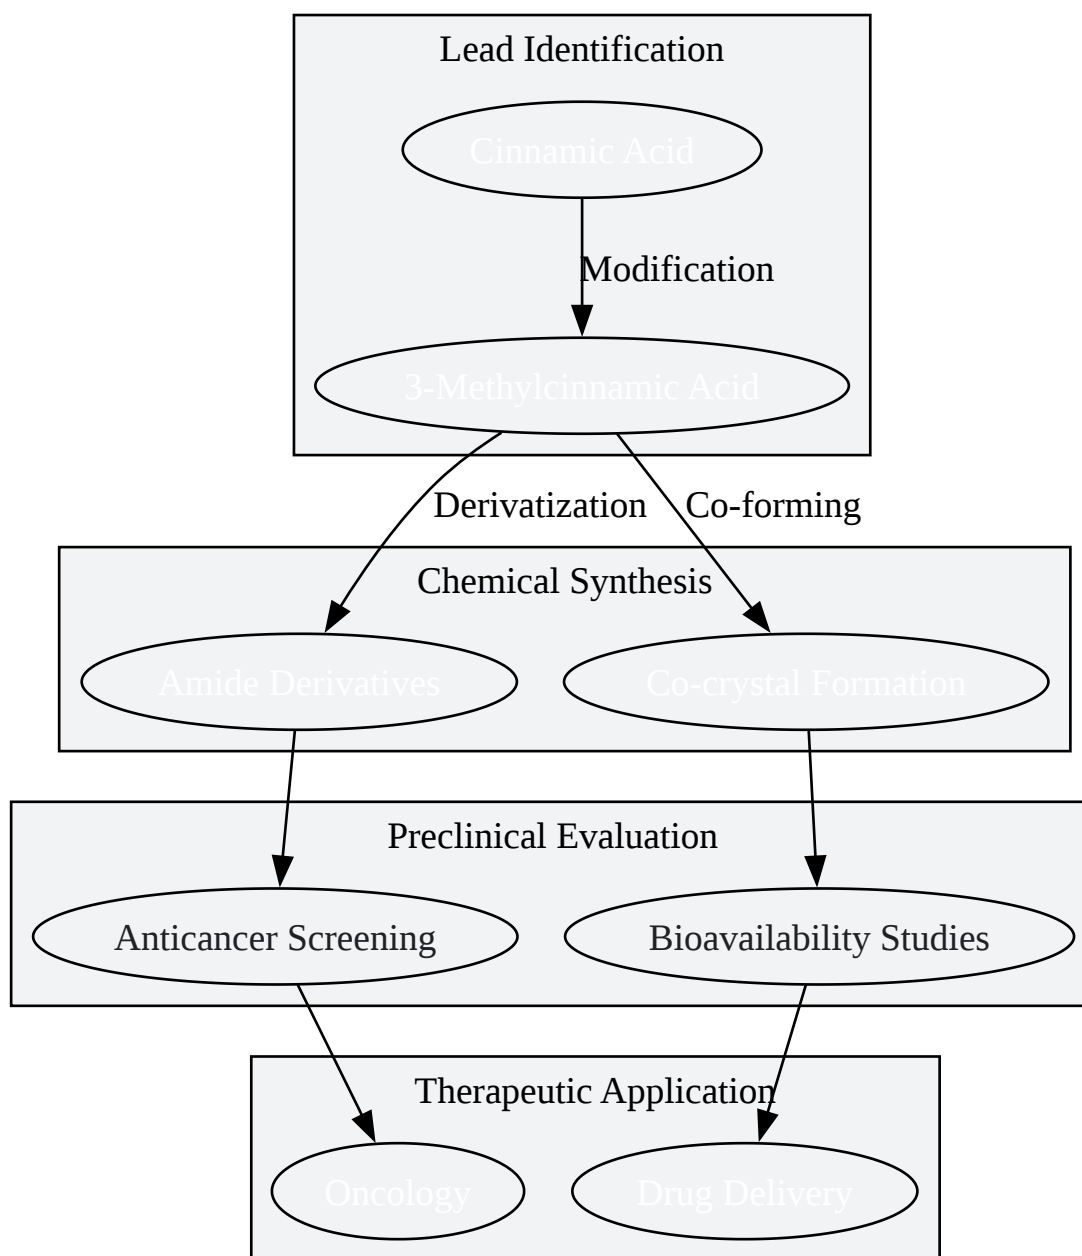 Lead Identification
Cinnamic Acid
Modification
3-Methylcinnamic Acid
Derivatization
Co-forming
Chemical Synthesis
Amide Derivatives
Co-crystal Formation
Preclinical Evaluation
Anticancer Screening
Bioavailability Studies
Therapeutic Application
Oncology
Drug Delivery